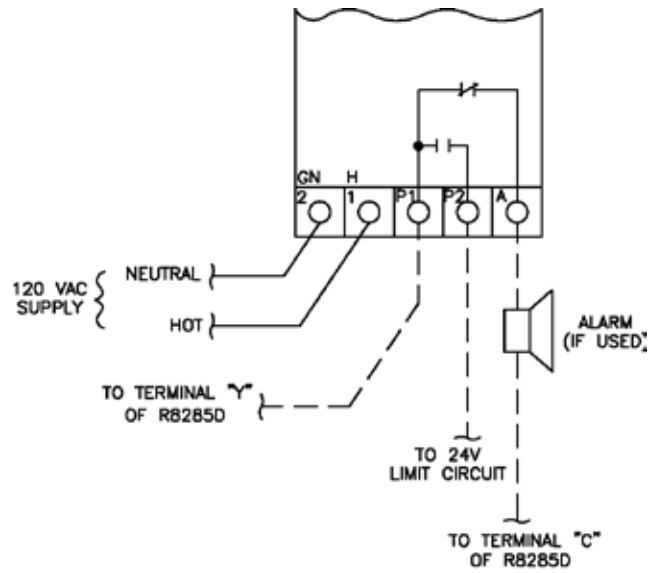 GN H
2 1 P1 P2 A
NEUTRAL
120 VAC
SUPPLY
HOT
ALARM
(IF USED)
TO TERMINAL "Y"
OF R8285D
TO 24V
LIMIT CIRCUIT
TO TERMINAL "C"
OF R8285D